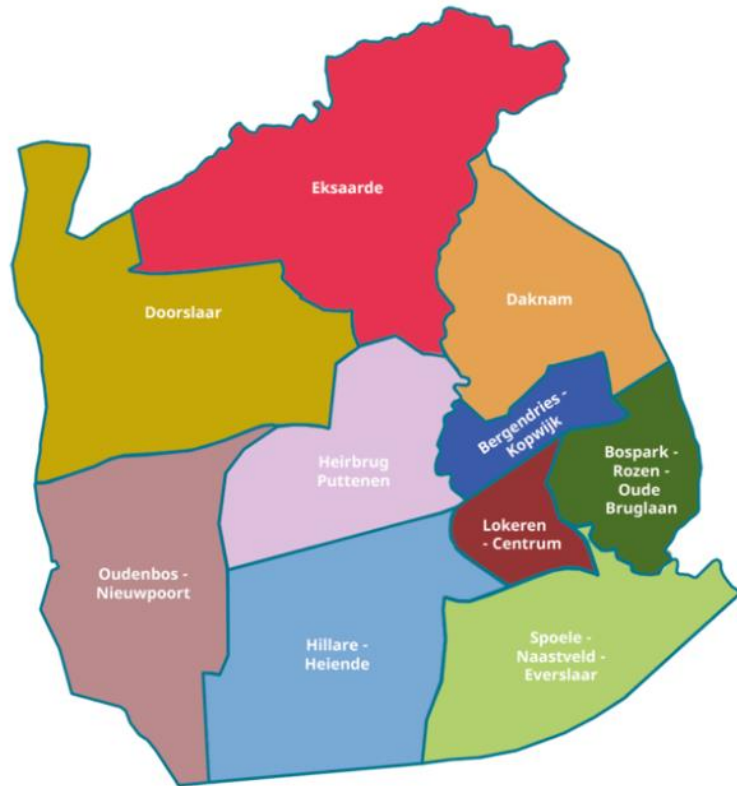 Eksaarde
Daknam
Doorslaar
Bergendries -
Kopwijk
Heirbrug
Puttenen
Bospark -
Rozen -
Oude
Bruglaan
Lokeren
- Centrum
Oudenbos -
Nieuwpoort
Hillare -
Heiende
Spoele -
Naastveld -
Everslaar